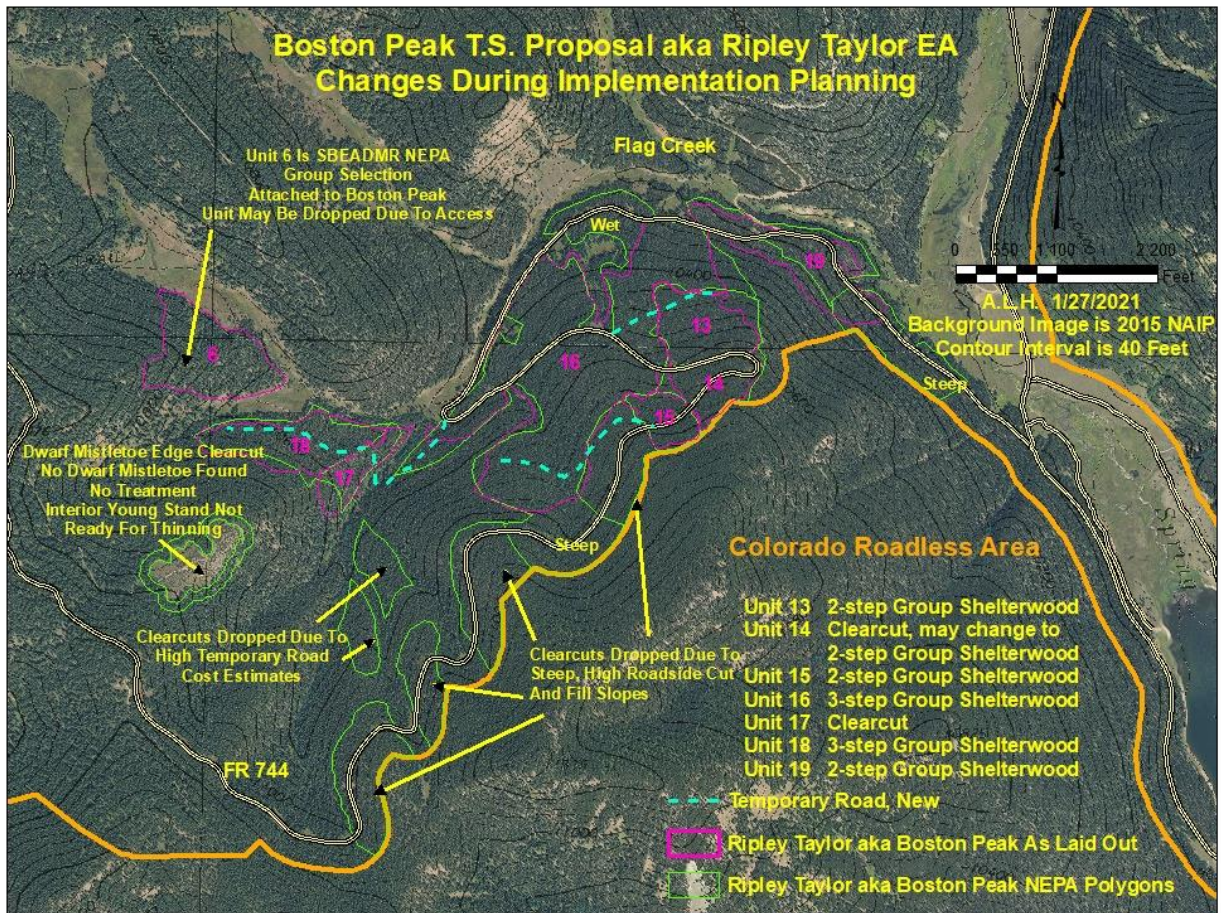 Boston Peak T.S. Proposal aka Ripley Taylor EA
Changes During Implementation Planning
Flag Creek
Unit 6 Is SBEADMR NEPA
Group Selection
Attached to Boston Peak
Unit May Be Dropped Due To Access
Wet
10400
19
0 550 1,100 2,200
Feet
A.L.H. 1/27/2021
Background Image is 2015 NAIP
Contour Interval is 40 Feet
13
6
16
14
Steep
15
18
17
Dwarf Mistletoe Edge Clearcut
No Dwarf Mistletoe Found
No Treatment
Interior Young Stand Not
Ready For Thinning
Spring
Steep
Colorado Roadless Area
Clearcuts Dropped Due To
High Temporary Road
Cost Estimates
Clearcuts Dropped Due To
Steep, High Roadside Cut
And Fill Slopes
Unit 13 2-step Group Shelterwood
Unit 14 Clearcut, may change to
2-step Group Shelterwood
Unit 15 2-step Group Shelterwood
Unit 16 3-step Group Shelterwood
Unit 17 Clearcut
Unit 18 3-step Group Shelterwood
Unit 19 2-step Group Shelterwood
FR 744
Temporary Road, New
Ripley Taylor aka Boston Peak As Laid Out
Ripley Taylor aka Boston Peak NEPA Polygons